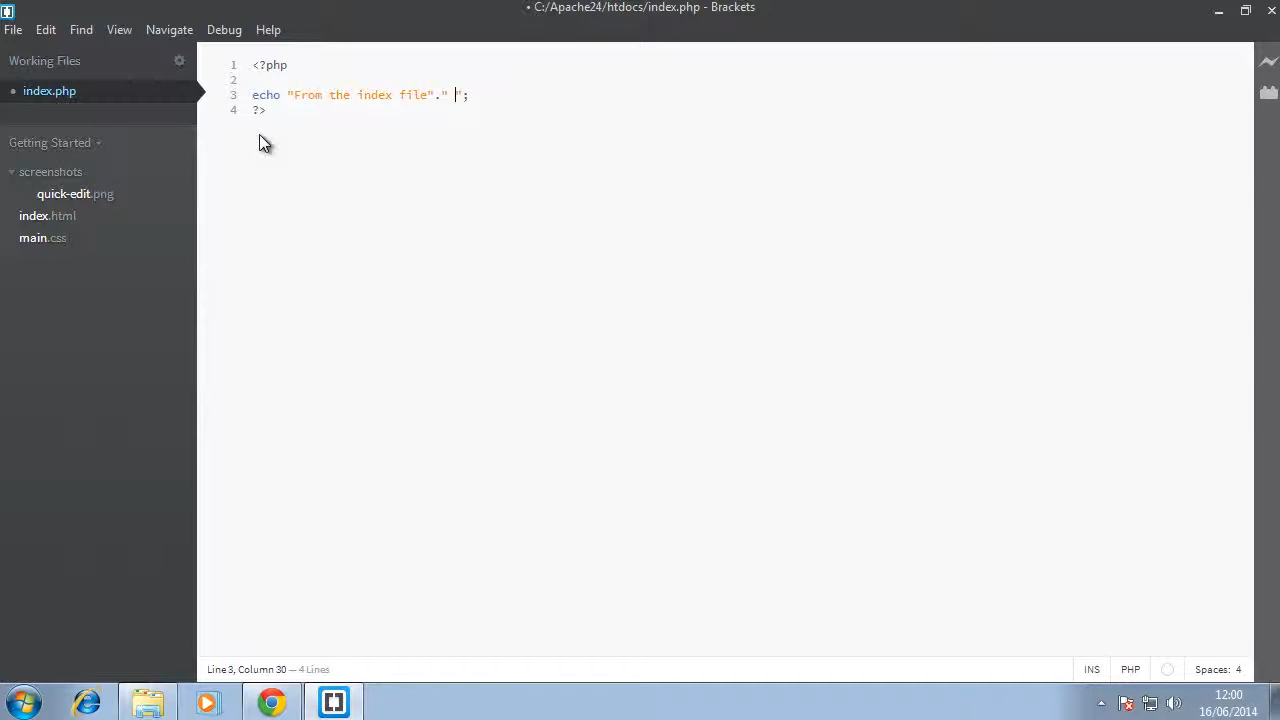 • C:/Apache24/htdocs/index.php - Brackets
File Edit Find View Navigate Debug Help
Working Files
• index.php
Getting Started
screenshots
quick-edit.png
index.html
main.css
1 <?php
2
3 echo "From the index file"." ";
4 ?>
Line 3, Column 30 — 4 Lines
INS PHP Spaces: 4
12:00
16/06/2014